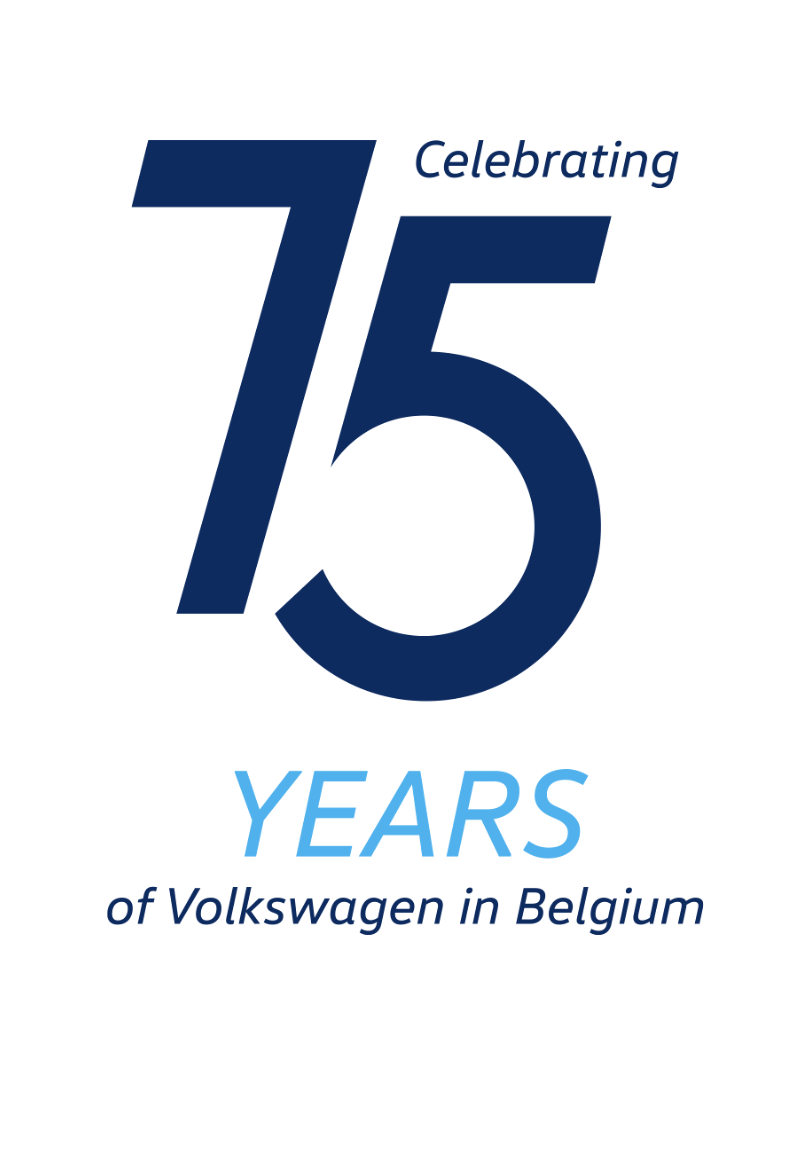 Celebrating
75
YEARS
of Volkswagen in Belgium